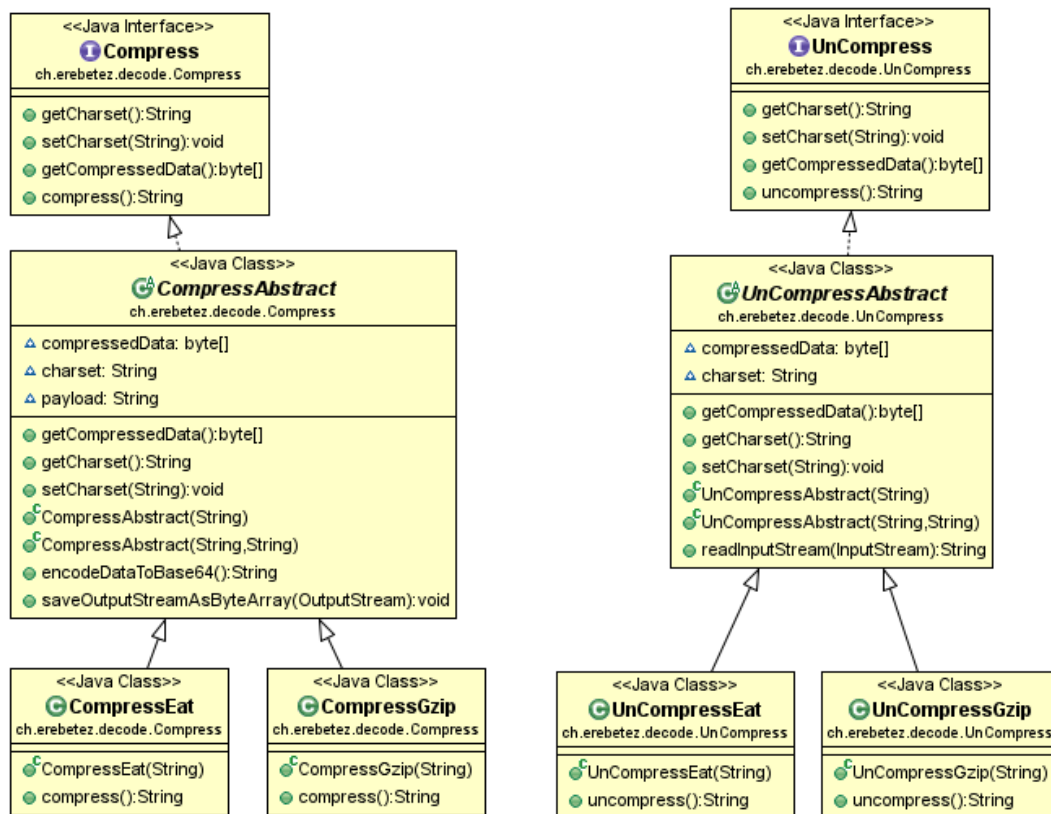 <<Java Interface>>
Compress
ch.erebetez.decode.Compress
getCharset():String
setCharset(String):void
getCompressedData():byte[]
compress():String
<<Java Class>>
CompressAbstract
ch.erebetez.decode.Compress
compressedData: byte[]
charset: String
payload: String
getCompressedData():byte[]
getCharset():String
setCharset(String):void
CompressAbstract(String)
CompressAbstract(String,String)
encodeDataToBase64():String
saveOutputStreamAsByteArray(OutputStream):void
<<Java Class>>
CompressEat
ch.erebetez.decode.Compress
CompressEat(String)
compress():String
<<Java Class>>
CompressGzip
ch.erebetez.decode.Compress
CompressGzip(String)
compress():String
<<Java Interface>>
UnCompress
ch.erebetez.decode.UnCompress
getCharset():String
setCharset(String):void
getCompressedData():byte[]
uncompress():String
<<Java Class>>
UnCompressAbstract
ch.erebetez.decode.UnCompress
compressedData: byte[]
charset: String
getCompressedData():byte[]
getCharset():String
setCharset(String):void
UnCompressAbstract(String)
UnCompressAbstract(String,String)
readInputStream(InputStream):String
<<Java Class>>
UnCompressEat
ch.erebetez.decode.UnCompress
UnCompressEat(String)
uncompress():String
<<Java Class>>
UnCompressGzip
ch.erebetez.decode.UnCompress
UnCompressGzip(String)
uncompress():String